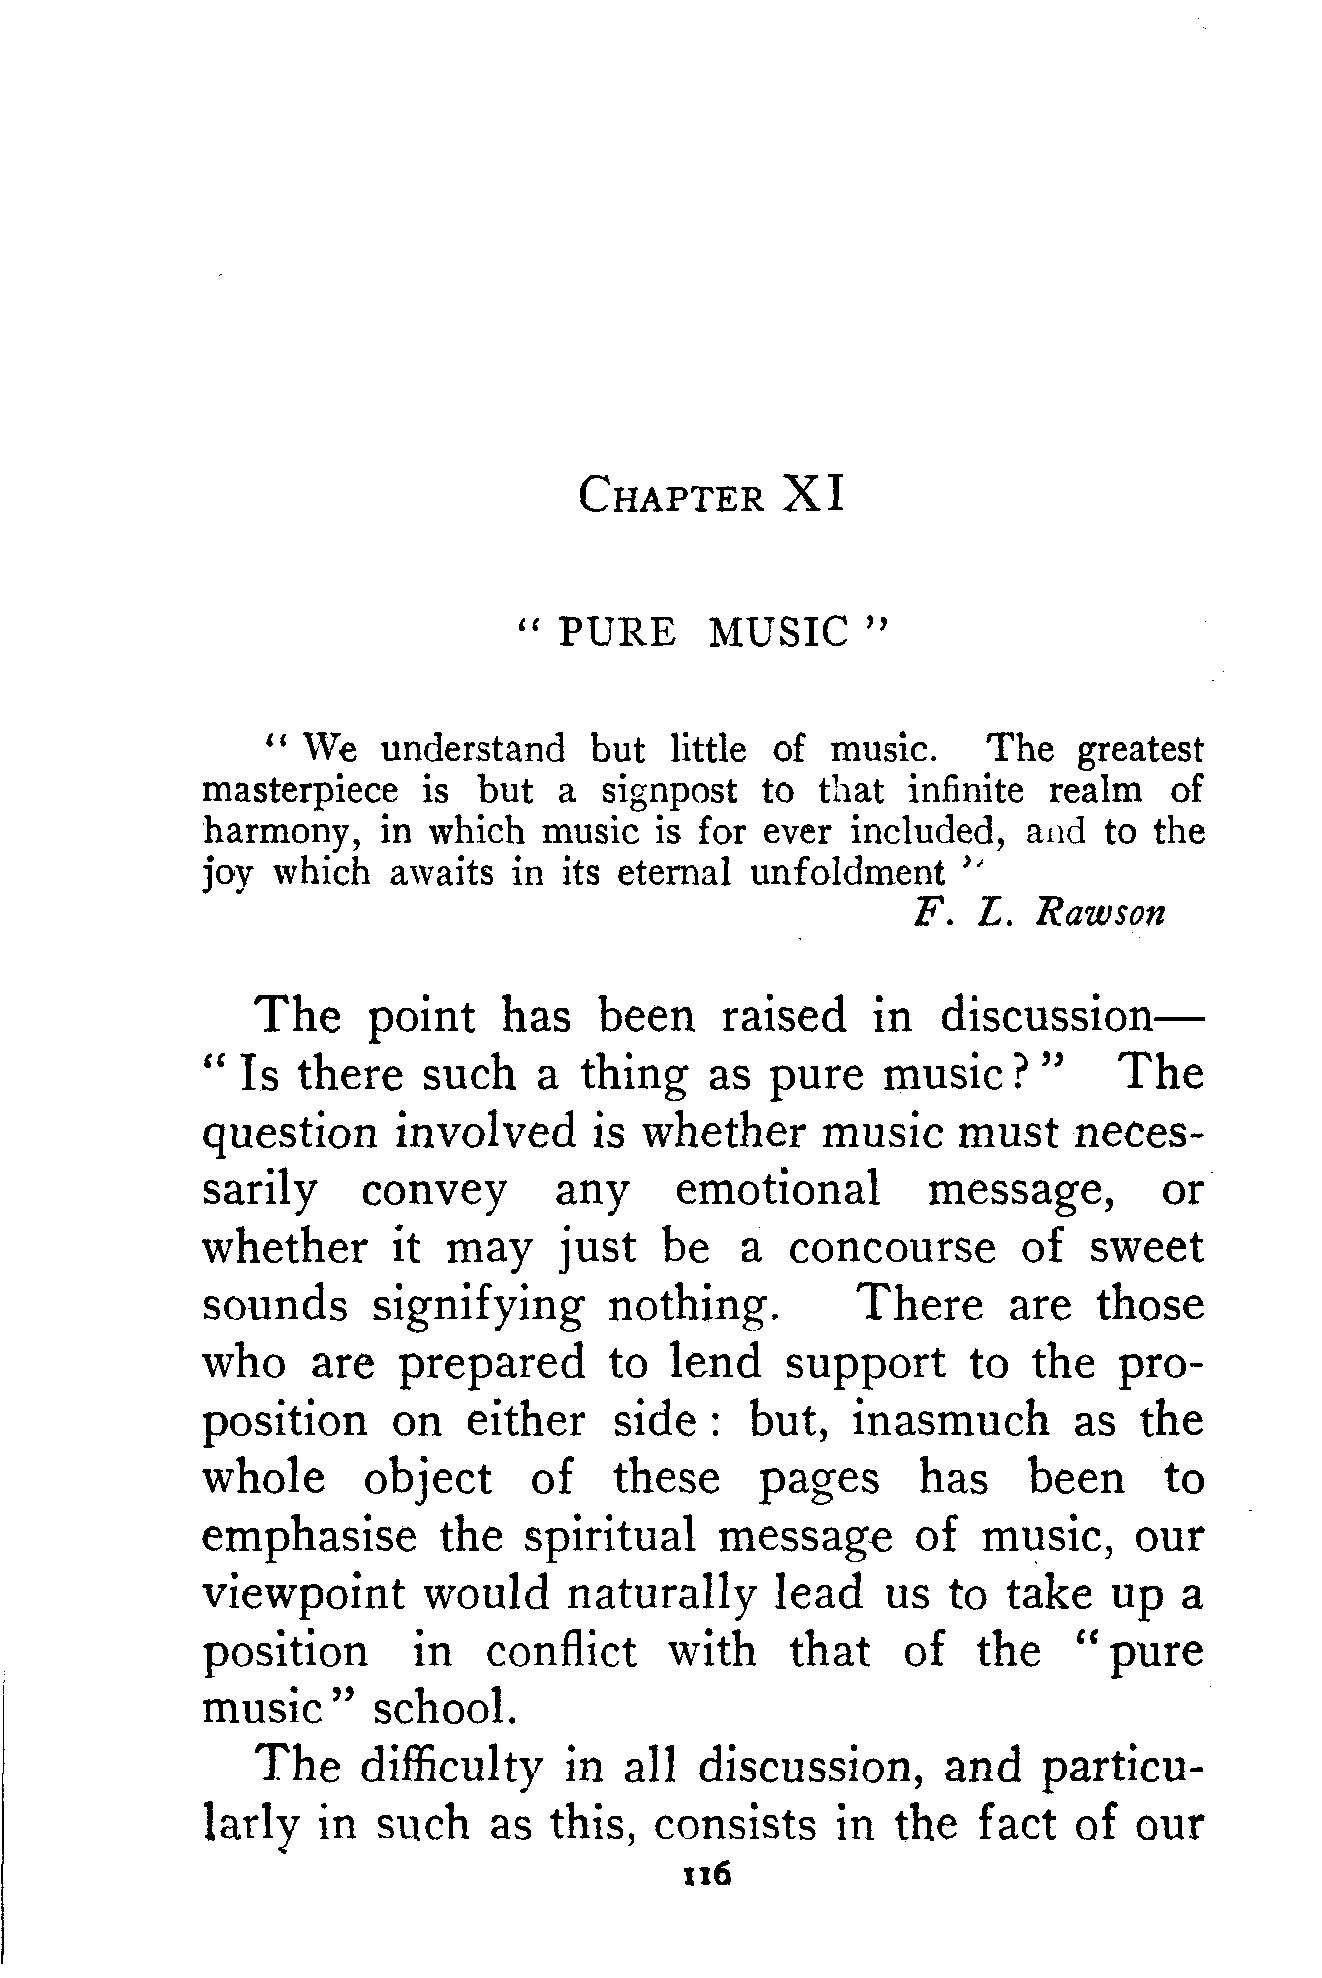 CHAPTER XI
“ PURE MUSIC ”
“ We understand but little of music. The greatest
masterpiece is but a signpost to that infinite realm of
harmony, in which music is for ever included, and to the
joy which awaits in its eternal unfoldment ”
F. L. Rawson
The point has been raised in discussion—
“ Is there such a thing as pure music? ” The
question involved is whether music must neces-
sarily convey any emotional message, or
whether it may just be a concourse of sweet
sounds signifying nothing. There are those
who are prepared to lend support to the pro-
position on either side : but, inasmuch as the
whole object of these pages has been to
emphasise the spiritual message of music, our
viewpoint would naturally lead us to take up a
position in conflict with that of the “ pure
music ” school.
The difficulty in all discussion, and particu-
larly in such as this, consists in the fact of our
116